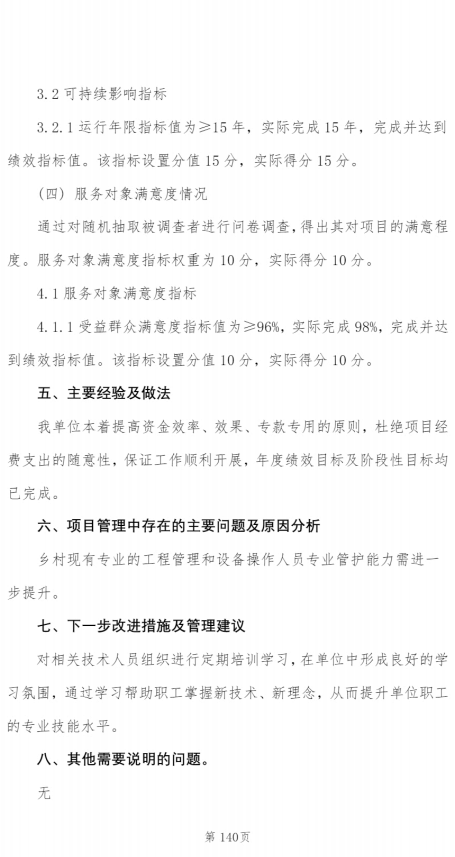 3.2 可持续影响指标
3.2.1 运行年限指标值为≥15 年，实际完成 15 年，完成并达到
绩效指标值。该指标设置分值 15 分，实际得分 15 分。
(四) 服务对象满意度情况
通过对随机抽取被调查者进行问卷调查，得出其对项目的满意程
度。服务对象满意度指标权重为 10 分，实际得分 10 分。
4.1 服务对象满意度指标
4.1.1 受益群众满意度指标值为≥96%，实际完成 98%，完成并达
到绩效指标值。该指标设置分值 10 分，实际得分 10 分。
五、主要经验及做法
我单位本着提高资金效率、效果、专款专用的原则，杜绝项目经
费支出的随意性，保证工作顺利开展，年度绩效目标及阶段性目标均
已完成。
六、项目管理中存在的主要问题及原因分析
乡村现有专业的工程管理和设备操作人员专业管护能力需进一
步提升。
七、下一步改进措施及管理建议
对相关技术人员组织进行定期培训学习，在单位中形成良好的学
习氛围，通过学习帮助职工掌握新技术、新理念，从而提升单位职工
的专业技能水平。
八、其他需要说明的问题。
无
第 140页